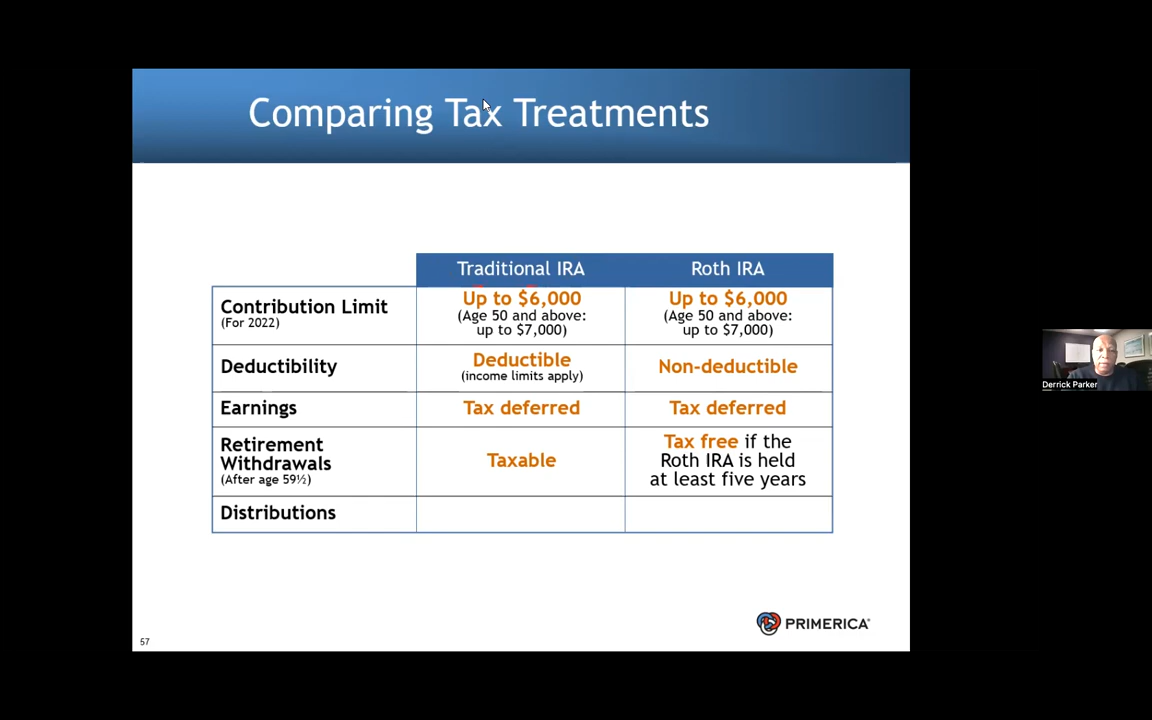 Comparing Tax Treatments
Traditional IRA
Roth IRA
Contribution Limit
(For 2022)
Up to $6,000
(Age 50 and above:
up to $7,000)
Up to $6,000
(Age 50 and above:
up to $7,000)
Deductibility
Deductible
(income limits apply)
Non-deductible
Earnings
Tax deferred
Tax deferred
Retirement
Withdrawals
(After age 59½)
Taxable
Tax free if the
Roth IRA is held
at least five years
Distributions
PRIMERICA®
57
Derrick Parker